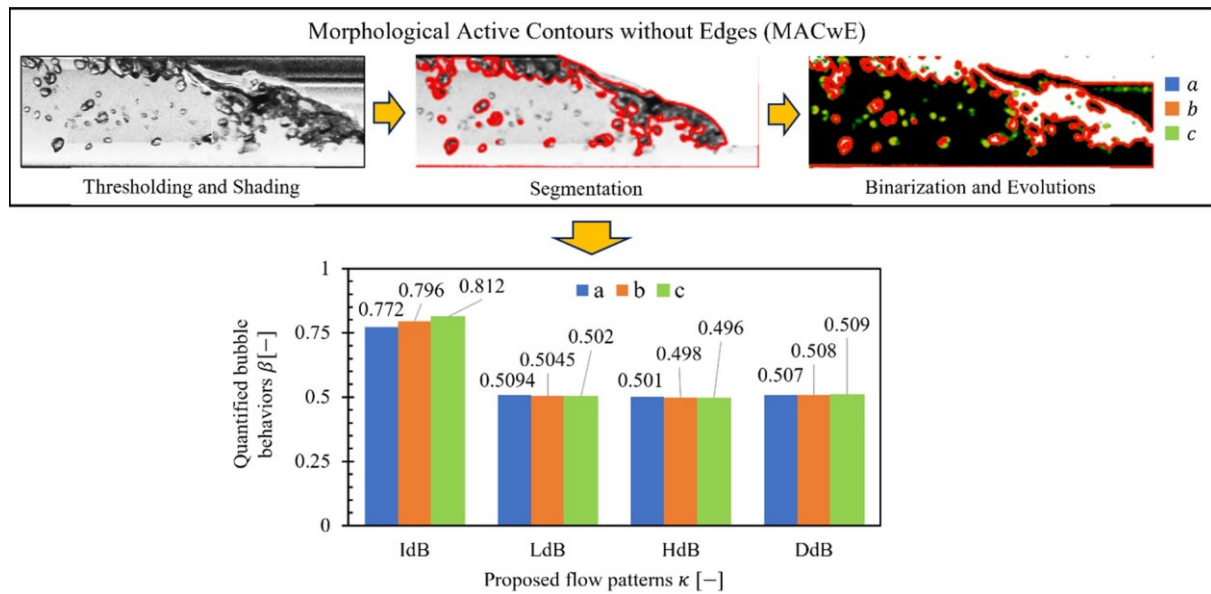 Morphological Active Contours without Edges (MACwE)
a
b
c
Thresholding and Shading
Segmentation
Binarization and Evolutions
Quantified bubble
behaviors β [−]
1
0.75
0.5
0.25
0
a b c
0.772
0.796
0.812
0.5094
0.5045
0.502
0.501
0.498
0.496
0.507
0.508
0.509
IdB LdB HdB DdB
Proposed flow patterns κ [−]